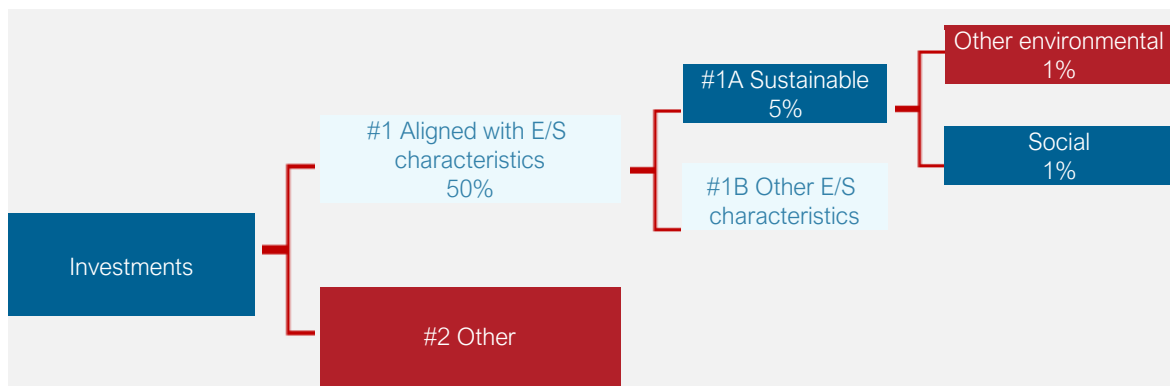 Investments
#1 Aligned with E/S
characteristics
50%
#2 Other
#1A Sustainable
5%
#1B Other E/S
characteristics
Other environmental
1%
Social
1%